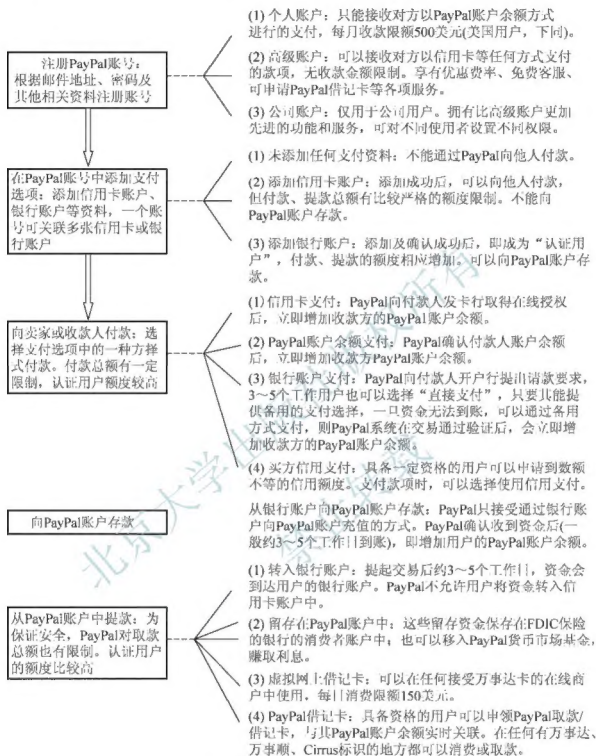 注册PayPal账号：
根据邮件地址、密码及
其他相关资料注册账号
(1) 个人账户：只能接收对方以PayPal账户余额方式
进行的支付，每月收款限额500美元(美国用户，下同)。
(2) 高级账户：可以接收对方以信用卡等任何方式支付
的款项，无收款金额限制。享有优惠费率、免费客服、
可申请PayPal借记卡等各项服务。
(3) 公司账户：仅用于公司用户。拥有比高级账户更加
先进的功能和服务，可对不同使用者设置不同权限。
在PayPal账号中添加支付
选项：添加信用卡账户、
银行账户等资料，一个账
号可关联多张信用卡或银
行账户
(1) 未添加任何支付资料：不能通过PayPal向他人付款。
(2) 添加信用卡账户：添加成功后，可以向他人付款，
但付款、提款总额有比较严格的额度限制。不能向
PayPal账户存款。
(3) 添加银行账户：添加及确认成功后，即成为“认证用
户”，付款、提款的额度相应增加。可以向PayPal账户存
款。
向卖家或收款人付款：选
择支付选项中的一种方样
式付款。付款总额有一定
限制，认证用户额度较高
(1) 信用卡支付：PayPal向付款人发卡行取得在线授权
后，立即增加收款方的PayPal账户余额。
(2) PayPal账户余额支付：PayPal确认付款人账户余额
后，立即增加收款方PayPal账户余额。
(3) 银行账户支付：PayPal向付款人开户行提出请款要求，
3～5个工作用户也可以选择“直接支付”，只要其能提
供备用的支付选择，一旦资金无法到账，可以通过备用
方式支付，则PayPal系统在交易通过验证后，会立即增
加收款方的PayPal账户余额。
(4) 买方信用支付：具备一定资格的用户可以申请到数额
不等的信用额度。支付款项时，可以选择使用信用支付。
向PayPal账户存款
从银行账户向PayPal账户存款：PayPal只接受通过银行账
户向PayPal账户充值的方式。PayPal确认收到资金后(一
般约3～5个工作日到账)，即增加用户的PayPal账户余额。
从PayPal账户中提款：为
保证安全，PayPal对取款
总额也有限制。认证用户
的额度比较高
(1) 转入银行账户：提起交易后约3～5个工作日，资金会
到达用户的银行账户。PayPal不允许用户将资金转入信
用卡账户中。
(2) 留存在PayPal账户中：这些留存资金保存在FDIC保险
的银行的消费者账户中；也可以移入PayPal货币市场基金，
赚取利息。
(3) 虚拟网上借记卡：可以在任何接受万事达卡的在线商
户中使用，每日消费限额150美元。
(4) PayPal借记卡：具备资格的用户可以申领PayPal取款/
借记卡，与其PayPal账户余额实时关联。在任何有万事达、
万事顺、Cirrus标识的地方都可以消费或取款。
北京大学出版社版权所有